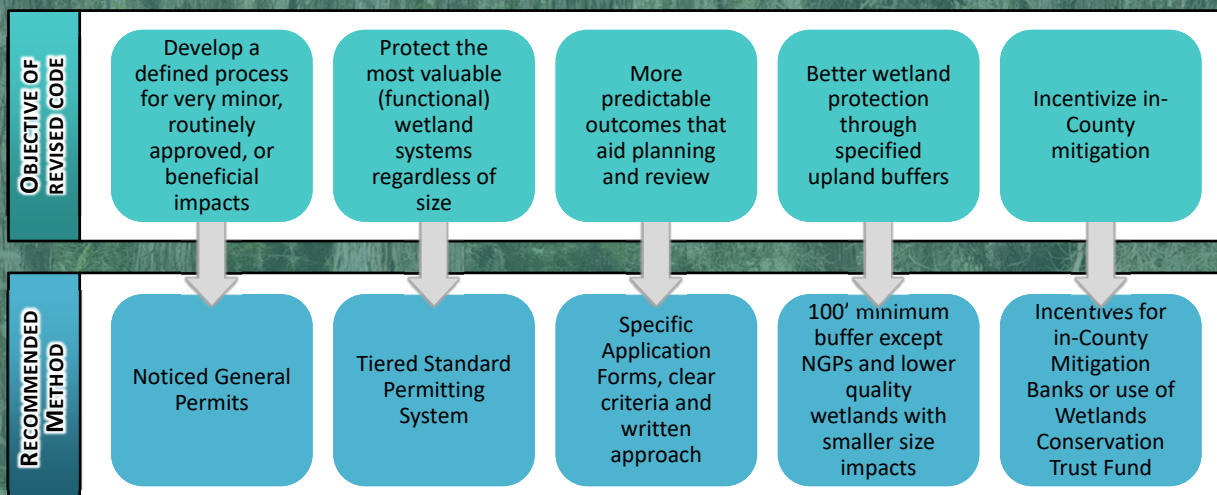 OBJECTIVE OF
REVISED CODE
Develop a
defined process
for very minor,
routinely
approved, or
beneficial
impacts
Protect the
most valuable
(functional)
wetland
systems
regardless of
size
More
predictable
outcomes that
aid planning
and review
Better wetland
protection
through
specified
upland buffers
Incentivize in-
County
mitigation
RECOMMENDED
METHOD
Noticed General
Permits
Tiered Standard
Permitting
System
Specific
Application
Forms, clear
criteria and
written
approach
100’ minimum
buffer except
NGPs and lower
quality
wetlands with
smaller size
impacts
Incentives for
in-County
Mitigation
Banks or use of
Wetlands
Conservation
Trust Fund